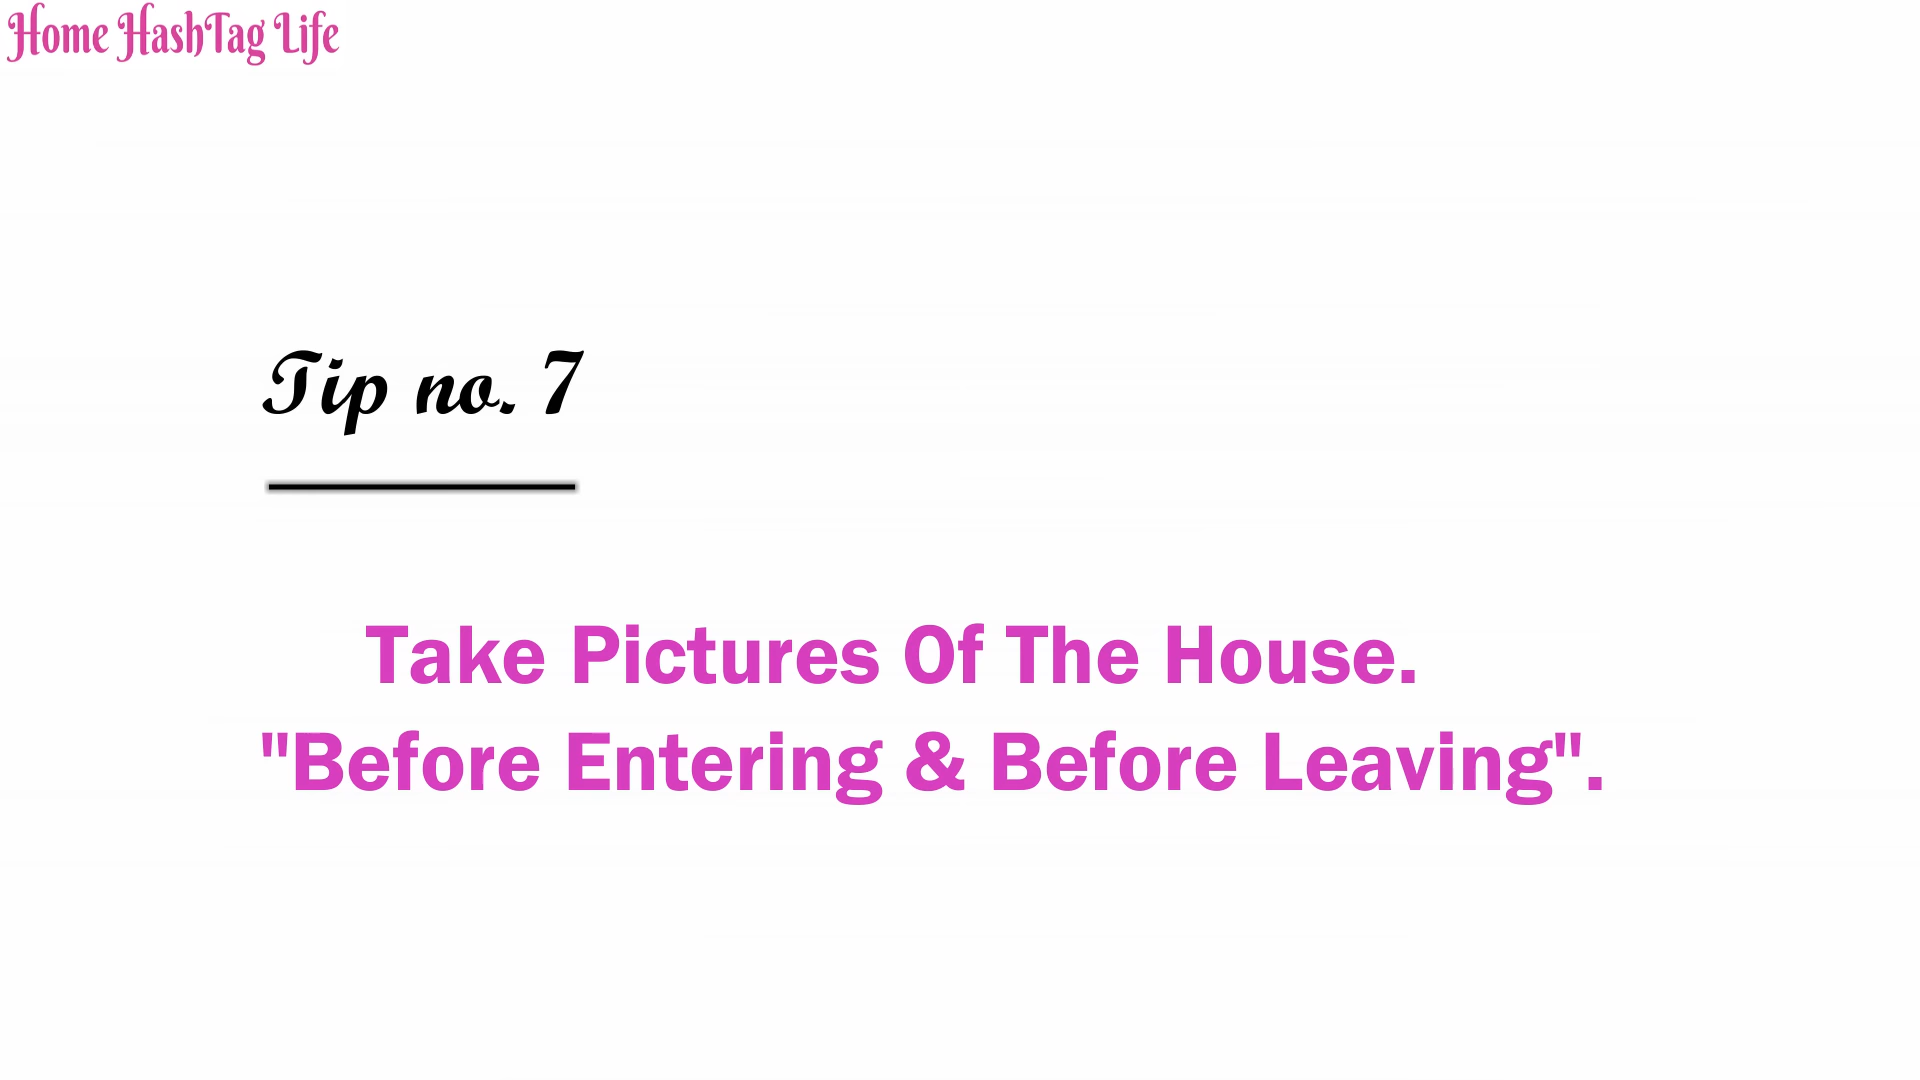 Home HashTag Life
Tip no. 7
Take Pictures Of The House.
"Before Entering & Before Leaving".